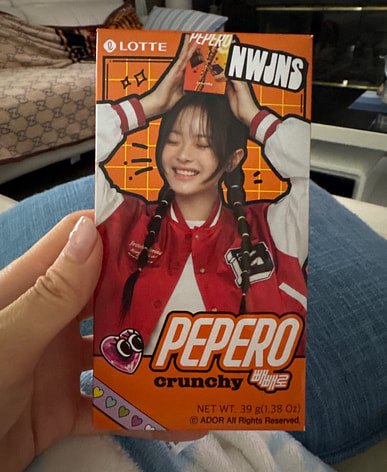 LOTTE
PEPERO
NWJNS
PEPERO
crunchy 빼빼로
NET WT. 39 g(1.38 Oz)
© ADOR All Rights Reserved.